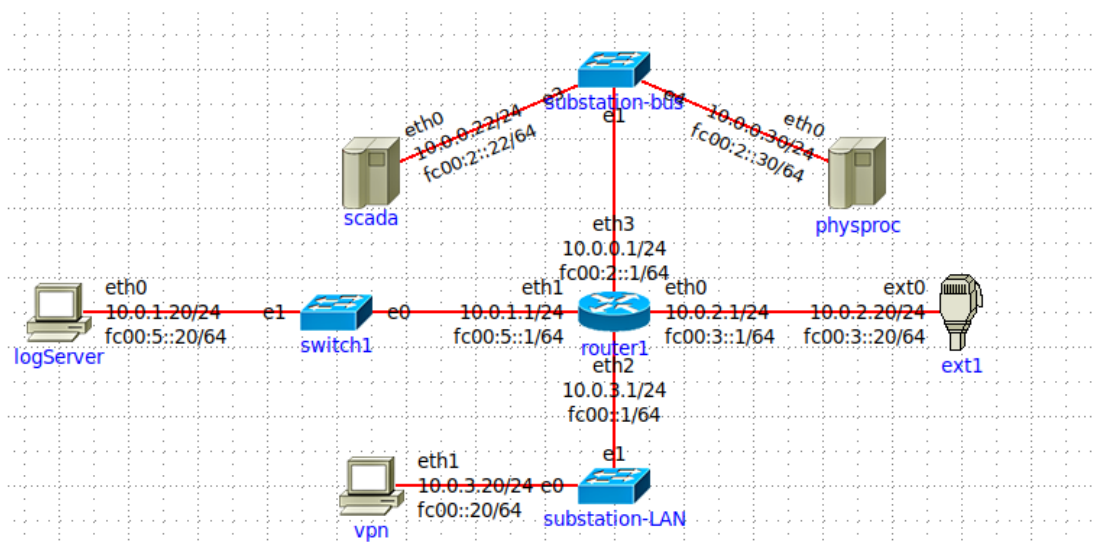 substation-bus
e3
e4
e1
eth0
10.0.0.22/24
fc00:2::22/64
eth0
10.0.0.30/24
fc00:2::30/64
scada
physproc
eth3
10.0.0.1/24
fc00:2::1/64
eth0
10.0.1.20/24
fc00:5::20/64
logServer
e1
e0
switch1
eth1
10.0.1.1/24
fc00:5::1/64
router1
eth0
10.0.2.1/24
fc00:3::1/64
ext0
10.0.2.20/24
fc00:3::20/64
ext1
eth2
10.0.3.1/24
fc00::1/64
e1
eth1
10.0.3.20/24
fc00::20/64
e0
vpn
substation-LAN